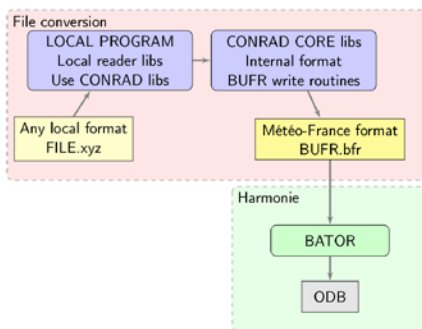 File conversion
LOCAL PROGRAM
Local reader libs
Use CONRAD libs
CONRAD CORE libs
Internal format
BUFR write routines
Any local format
FILE.xyz
Météo-France format
BUFR.bfr
Harmonie
BATOR
ODB